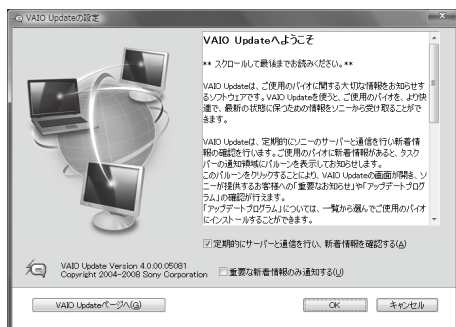 VAIO Updateの設定
VAIO Updateへようこそ
** スクロールして最後までお読みください。**
VAIO Updateは、ご使用のバイオに関する大切な情報をお知らせす
るソフトウェアです。VAIO Updateを使うと、ご使用のバイオを、より快
適で、最新の状態に保つための情報をソニーから受け取ることがで
きます。
VAIO Updateは、定期的にソニーのサーバーと通信を行い新着情
報の確認を行います。ご使用のバイオに新着情報があると、タスク
バーの通知領域にバルーンを表示してお知らせします。
このバルーンをクリックすることにより、VAIO Updateの画面が開き、ソ
ニーが提供するお客様への「重要なお知らせ」や「アップデートプログ
ラム」の確認が行えます。
「アップデートプログラム」については、一覧から選んでご使用のバイオ
にインストールすることができます。
定期的にサーバーと通信を行い、新着情報を確認する(A)
VAIO Update Version 4.0.00.05081
Copyright 2004-2008 Sony Corporation
重要な新着情報のみ通知する(U)
VAIO Updateページへ(G)
OK
キャンセル